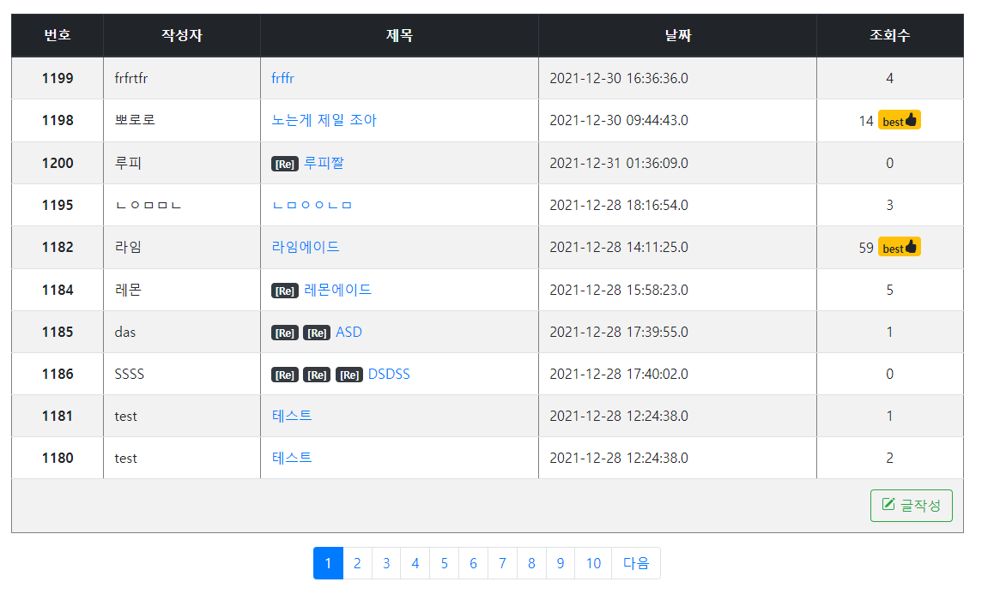 번호 작성자 제목 날짜 조회수
1199 frfrtfr frffr 2021-12-30 16:36:36.0 4
1198 뽀로로 노는게 제일 조아 2021-12-30 09:44:43.0 14 best
1200 루피 [Re] 루피짤 2021-12-31 01:36:09.0 0
1195 ㄴㅇㅁㅁㄴ ㄴㅁㅇㅇㄴㅁ 2021-12-28 18:16:54.0 3
1182 라임 라임에이드 2021-12-28 14:11:25.0 59 best
1184 레몬 [Re] 레몬에이드 2021-12-28 15:58:23.0 5
1185 das [Re] [Re] ASD 2021-12-28 17:39:55.0 1
1186 SSSS [Re] [Re] [Re] DSDSS 2021-12-28 17:40:02.0 0
1181 test 테스트 2021-12-28 12:24:38.0 1
1180 test 테스트 2021-12-28 12:24:38.0 2
글작성
1 2 3 4 5 6 7 8 9 10 다음